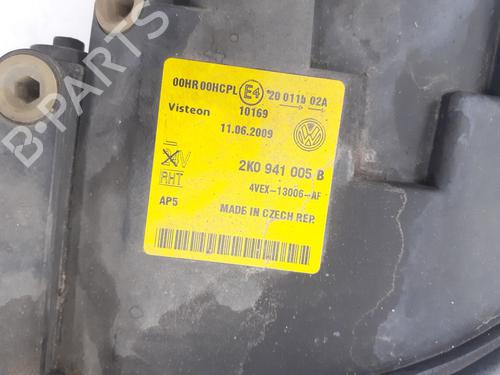 B-PARTS
00HR 00HCPL E4 20 011b 02A
Visteon 10169
11.06.2009
24V
RHT
2K0 941 005 B
4VEX-13006-AF
AP5
MADE IN CZECH REP.